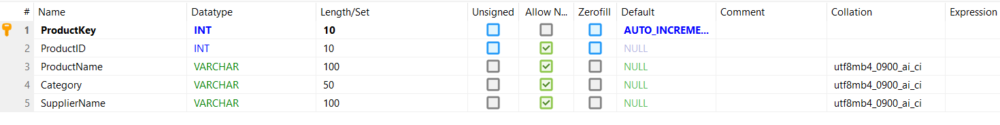 # Name Datatype Length/Set Unsigned Allow N... Zerofill Default Comment Collation Expression
1 ProductKey INT 10 AUTO_INCREME...
2 ProductID INT 10 NULL
3 ProductName VARCHAR 100 NULL utf8mb4_0900_ai_ci
4 Category VARCHAR 50 NULL utf8mb4_0900_ai_ci
5 SupplierName VARCHAR 100 NULL utf8mb4_0900_ai_ci